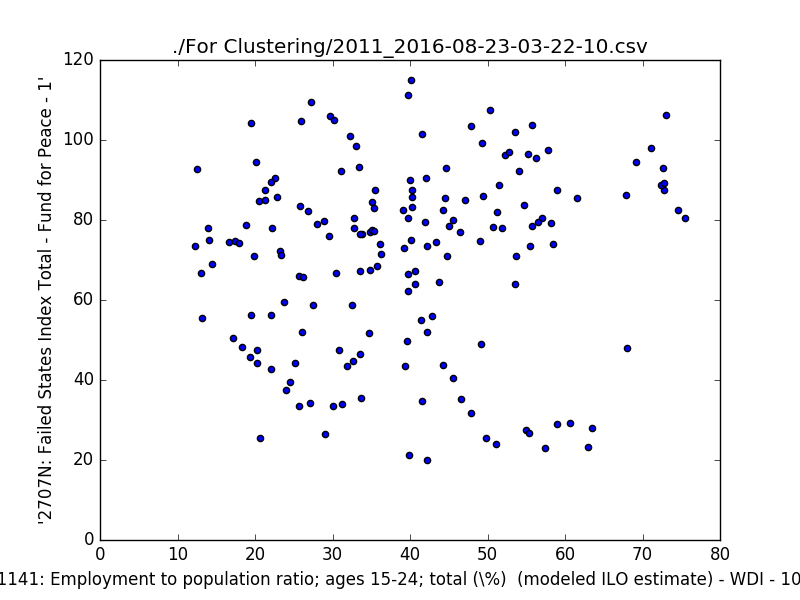 ./For Clustering/2011_2016-08-23-03-22-10.csv
'2707N: Failed States Index Total - Fund for Peace - 1'
120
100
80
60
40
20
0
0 10 20 30 40 50 60 70 80
1141: Employment to population ratio; ages 15-24; total (\%) (modeled ILO estimate) - WDI - 10